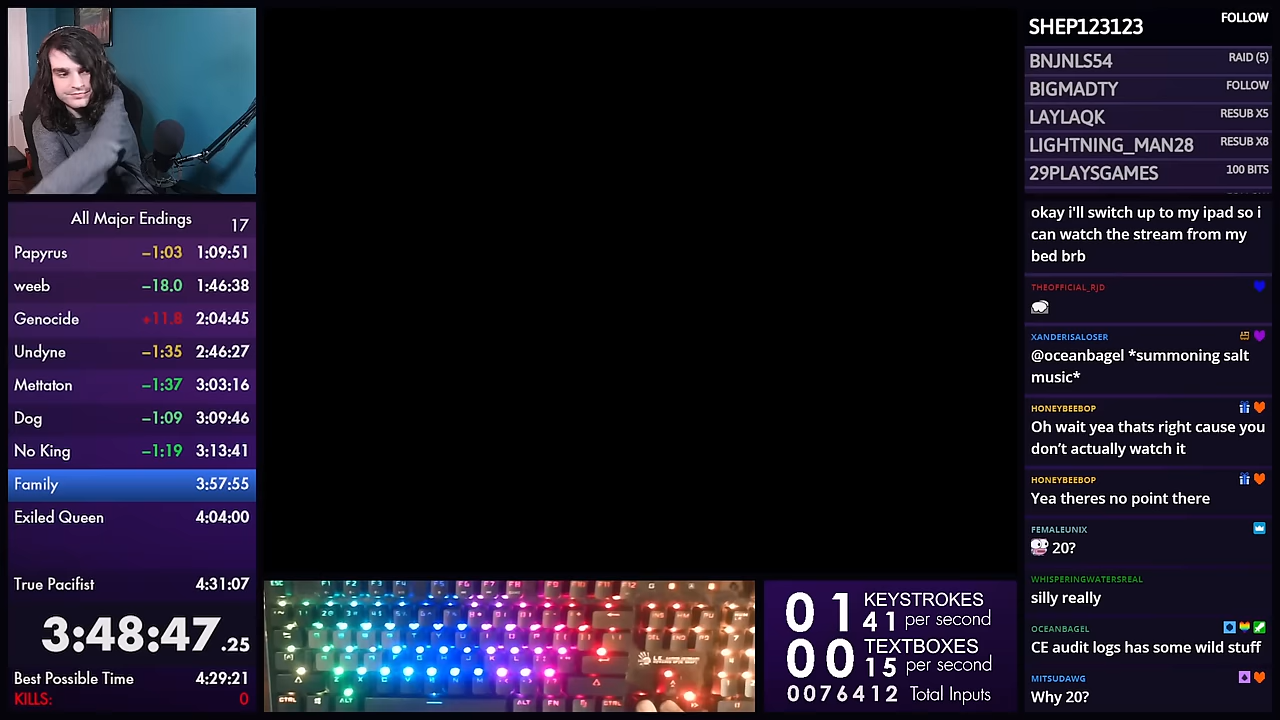 All Major Endings
17
Papyrus –1:03 1:09:51
weeb –18.0 1:46:38
Genocide +11.8 2:04:45
Undyne –1:35 2:46:27
Mettaton –1:37 3:03:16
Dog –1:09 3:09:46
No King –1:19 3:13:41
Family 3:57:55
Exiled Queen 4:04:00
True Pacifist 4:31:07
3:48:47.25
Best Possible Time 4:29:21
KILLS: 0
01 41 KEYSTROKES per second
00 15 TEXTBOXES per second
0076412 Total Inputs
SHEP123123 FOLLOW
BNJNLS54 RAID (5)
BIGMADTY FOLLOW
LAYLAQK RESUB X5
LIGHTNING_MAN28 RESUB X8
29PLAYSGAMES 100 BITS
okay i'll switch up to my ipad so i
can watch the stream from my
bed brb
THEOFFICIAL_RJD
XANDERISALOSER
@oceanbagel *summoning salt
music*
HONEYBEEBOP
Oh wait yea thats right cause you
don't actually watch it
HONEYBEEBOP
Yea theres no point there
FEMALEUNIX
20?
WHISPERINGWATERSREAL
silly really
OCEANBAGEL
CE audit logs has some wild stuff
MITSUDAWG
Why 20?